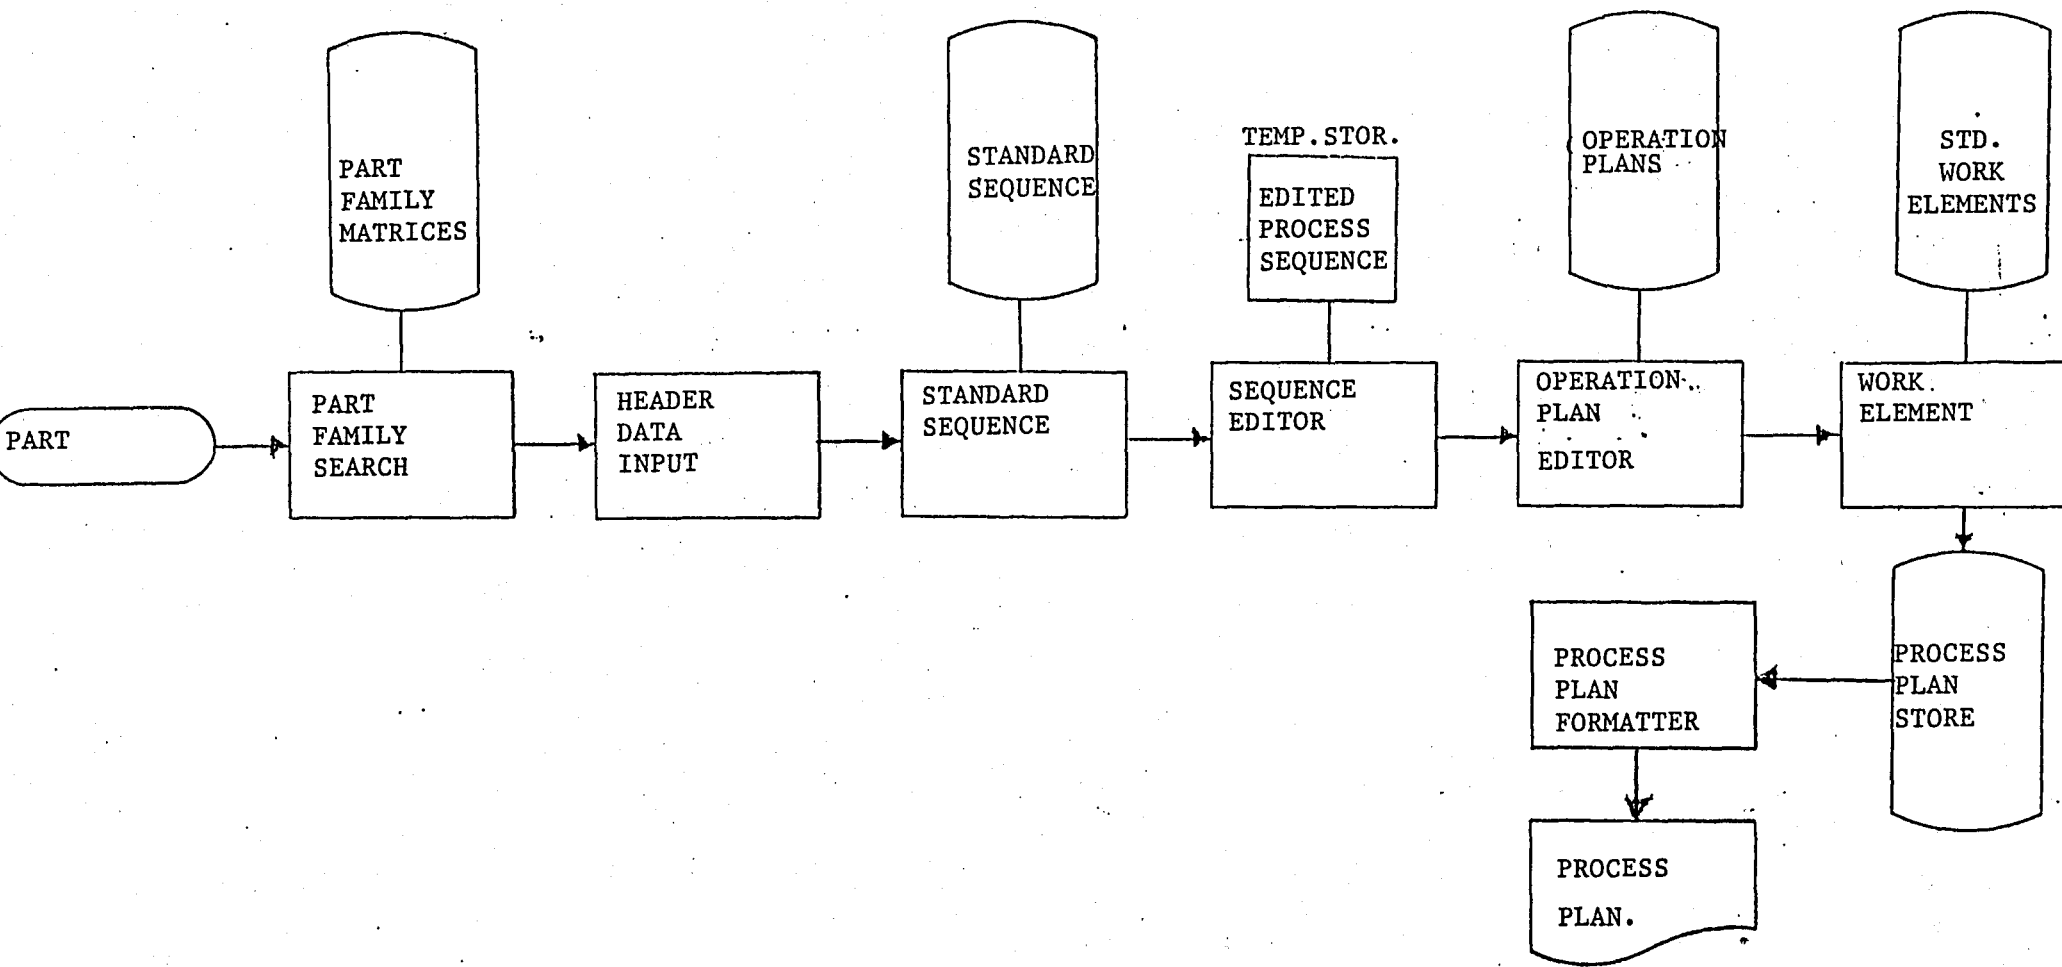 PART
FAMILY
MATRICES
STANDARD
SEQUENCE
TEMP.STOR.
EDITED
PROCESS
SEQUENCE
OPERATION
PLANS
STD.
WORK
ELEMENTS
PART
PART
FAMILY
SEARCH
HEADER
DATA
INPUT
STANDARD
SEQUENCE
SEQUENCE
EDITOR
OPERATION
PLAN
EDITOR
WORK
ELEMENT
PROCESS
PLAN
STORE
PROCESS
PLAN
FORMATTER
PROCESS
PLAN.